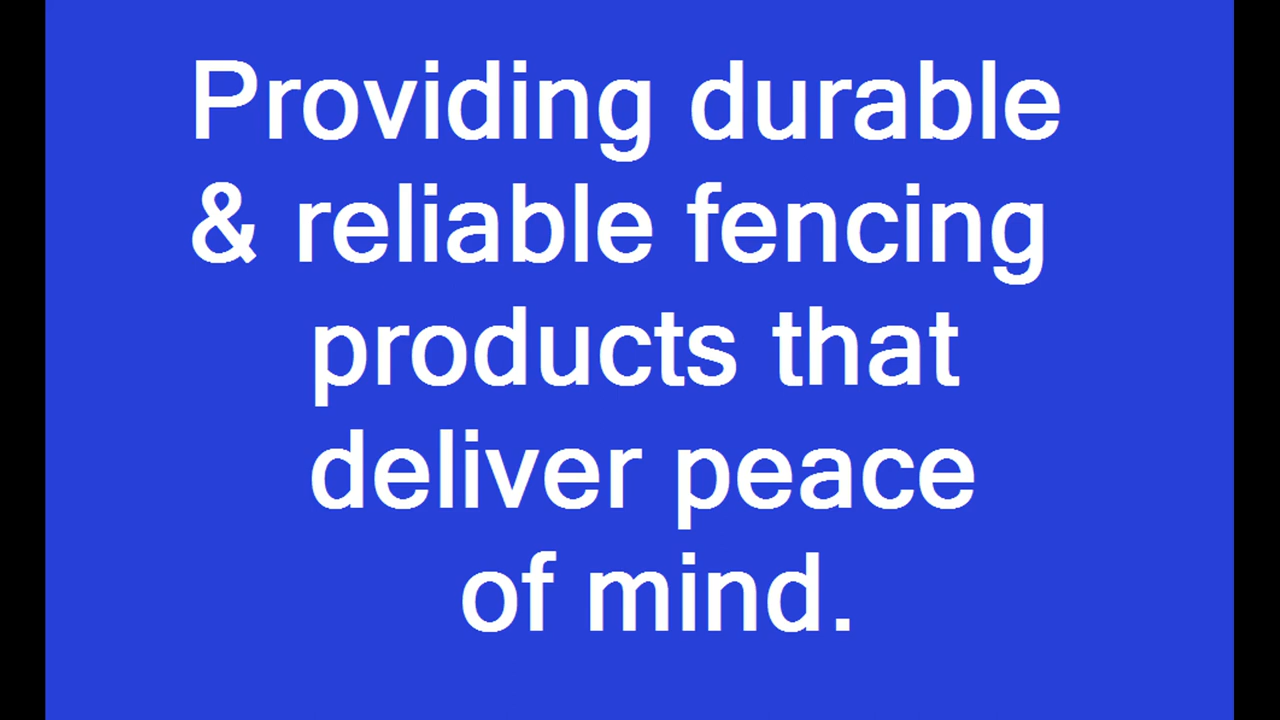 Providing durable
& reliable fencing
products that
deliver peace
of mind.